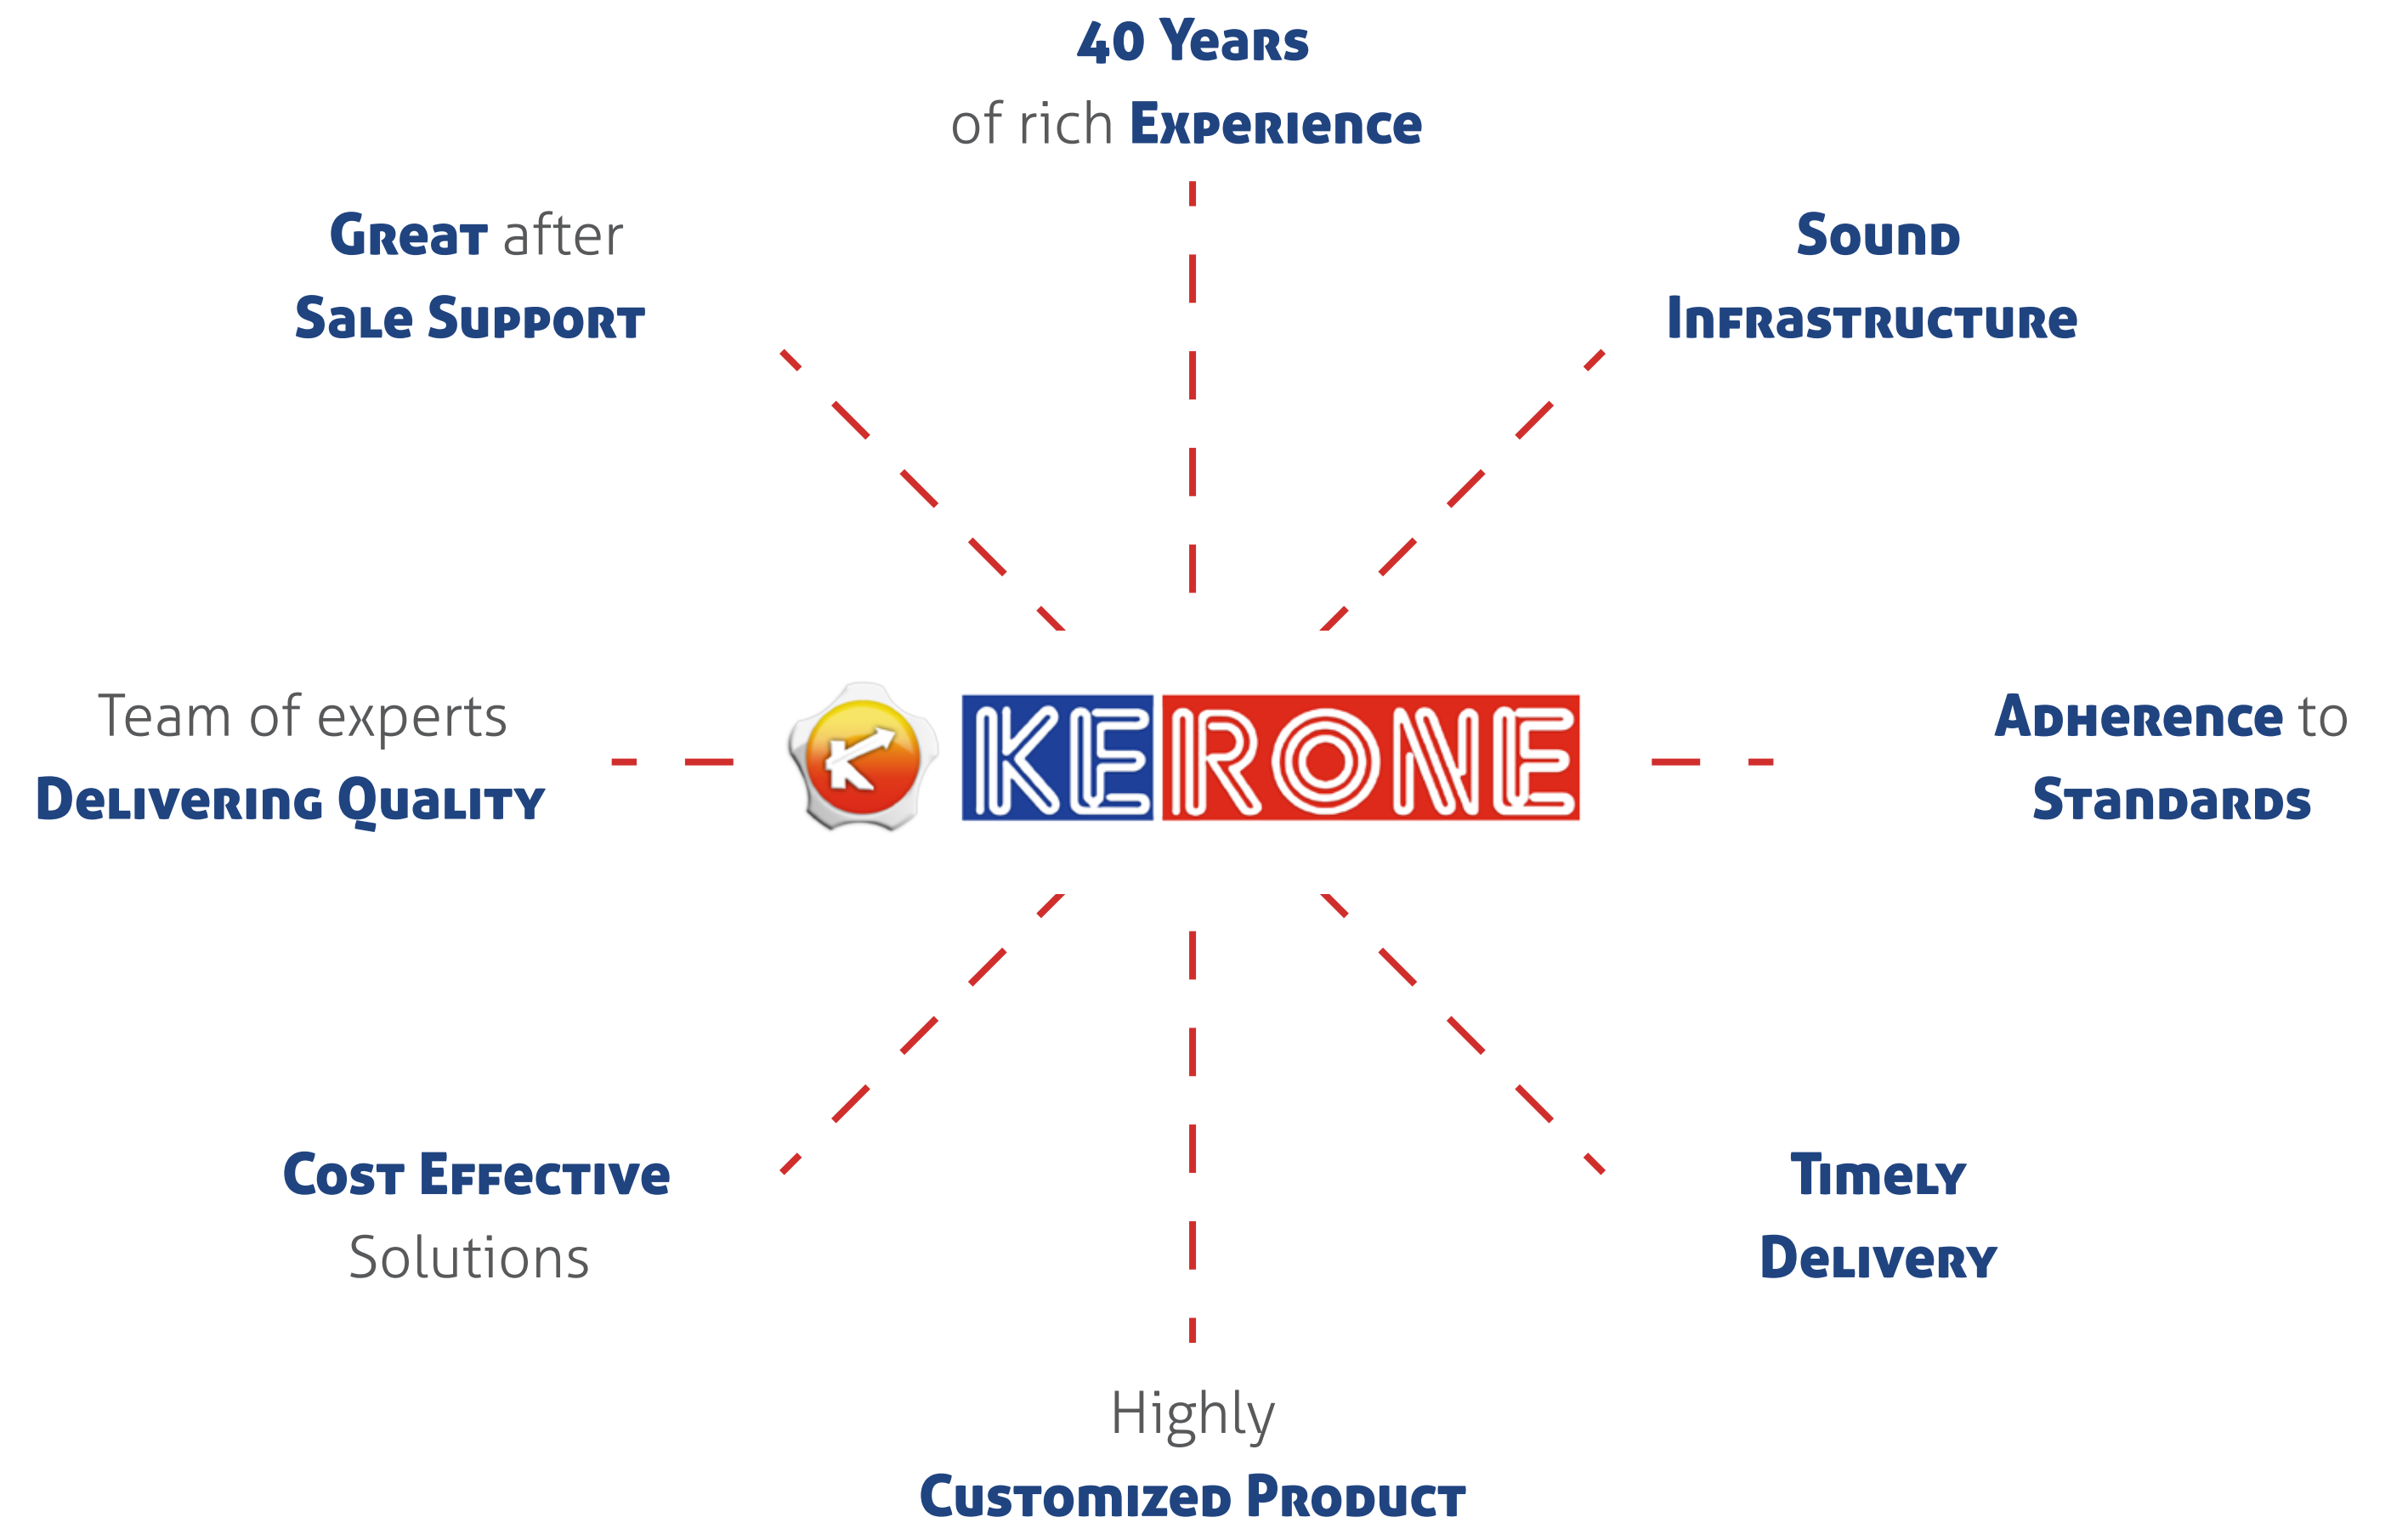 40 Years
of rich Experience
Great after
Sale Support
Sound
Infrastructure
Team of experts
Delivering Quality
K KERONE
Adherence to
Standards
Cost Effective
Solutions
Timely
Delivery
Highly
Customized Product